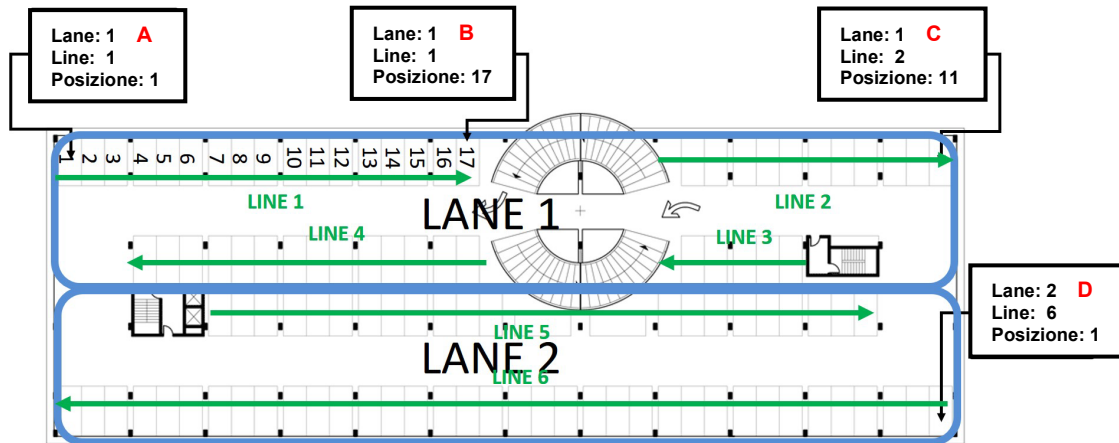 Lane: 1 A
Line: 1
Posizione: 1
Lane: 1 B
Line: 1
Posizione: 17
Lane: 1 C
Line: 2
Posizione: 11
1 2 3 4 5 6 7 8 9 10 11 12 13 14 15 16 17
LINE 1
LINE 2
LANE 1
LINE 4
LINE 3
Lane: 2 D
Line: 6
Posizione: 1
LINE 5
LANE 2
LINE 6